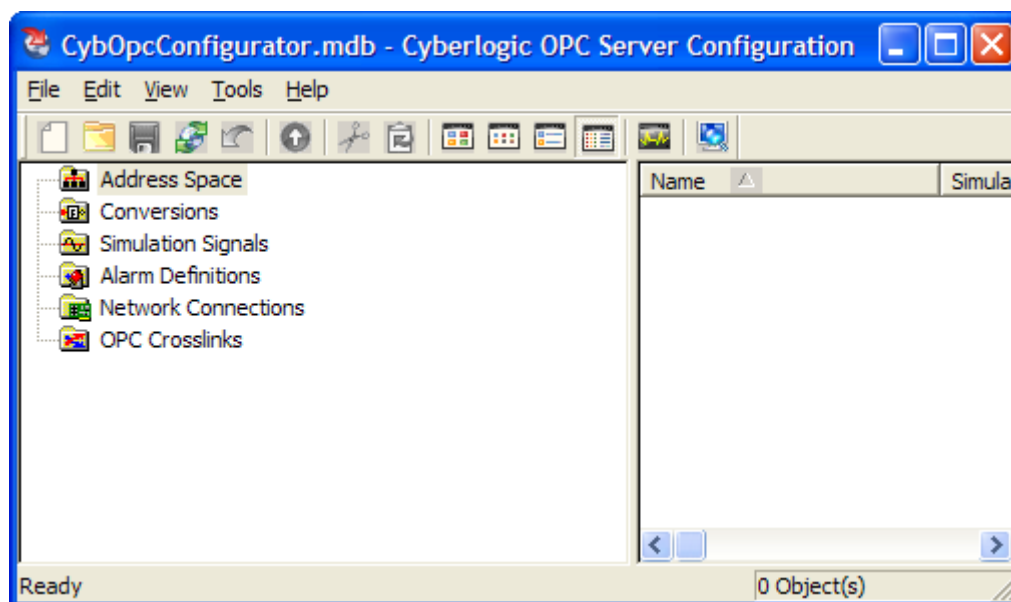 CybOpcConfigurator.mdb - Cyberlogic OPC Server Configuration
File Edit View Tools Help
Address Space
Conversions
Simulation Signals
Alarm Definitions
Network Connections
OPC Crosslinks
Name Simula
Ready 0 Object(s)